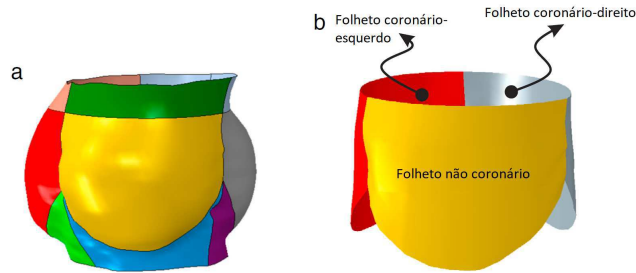 a
b
Folheto coronário-
esquerdo
Folheto coronário-direito
Folheto não coronário